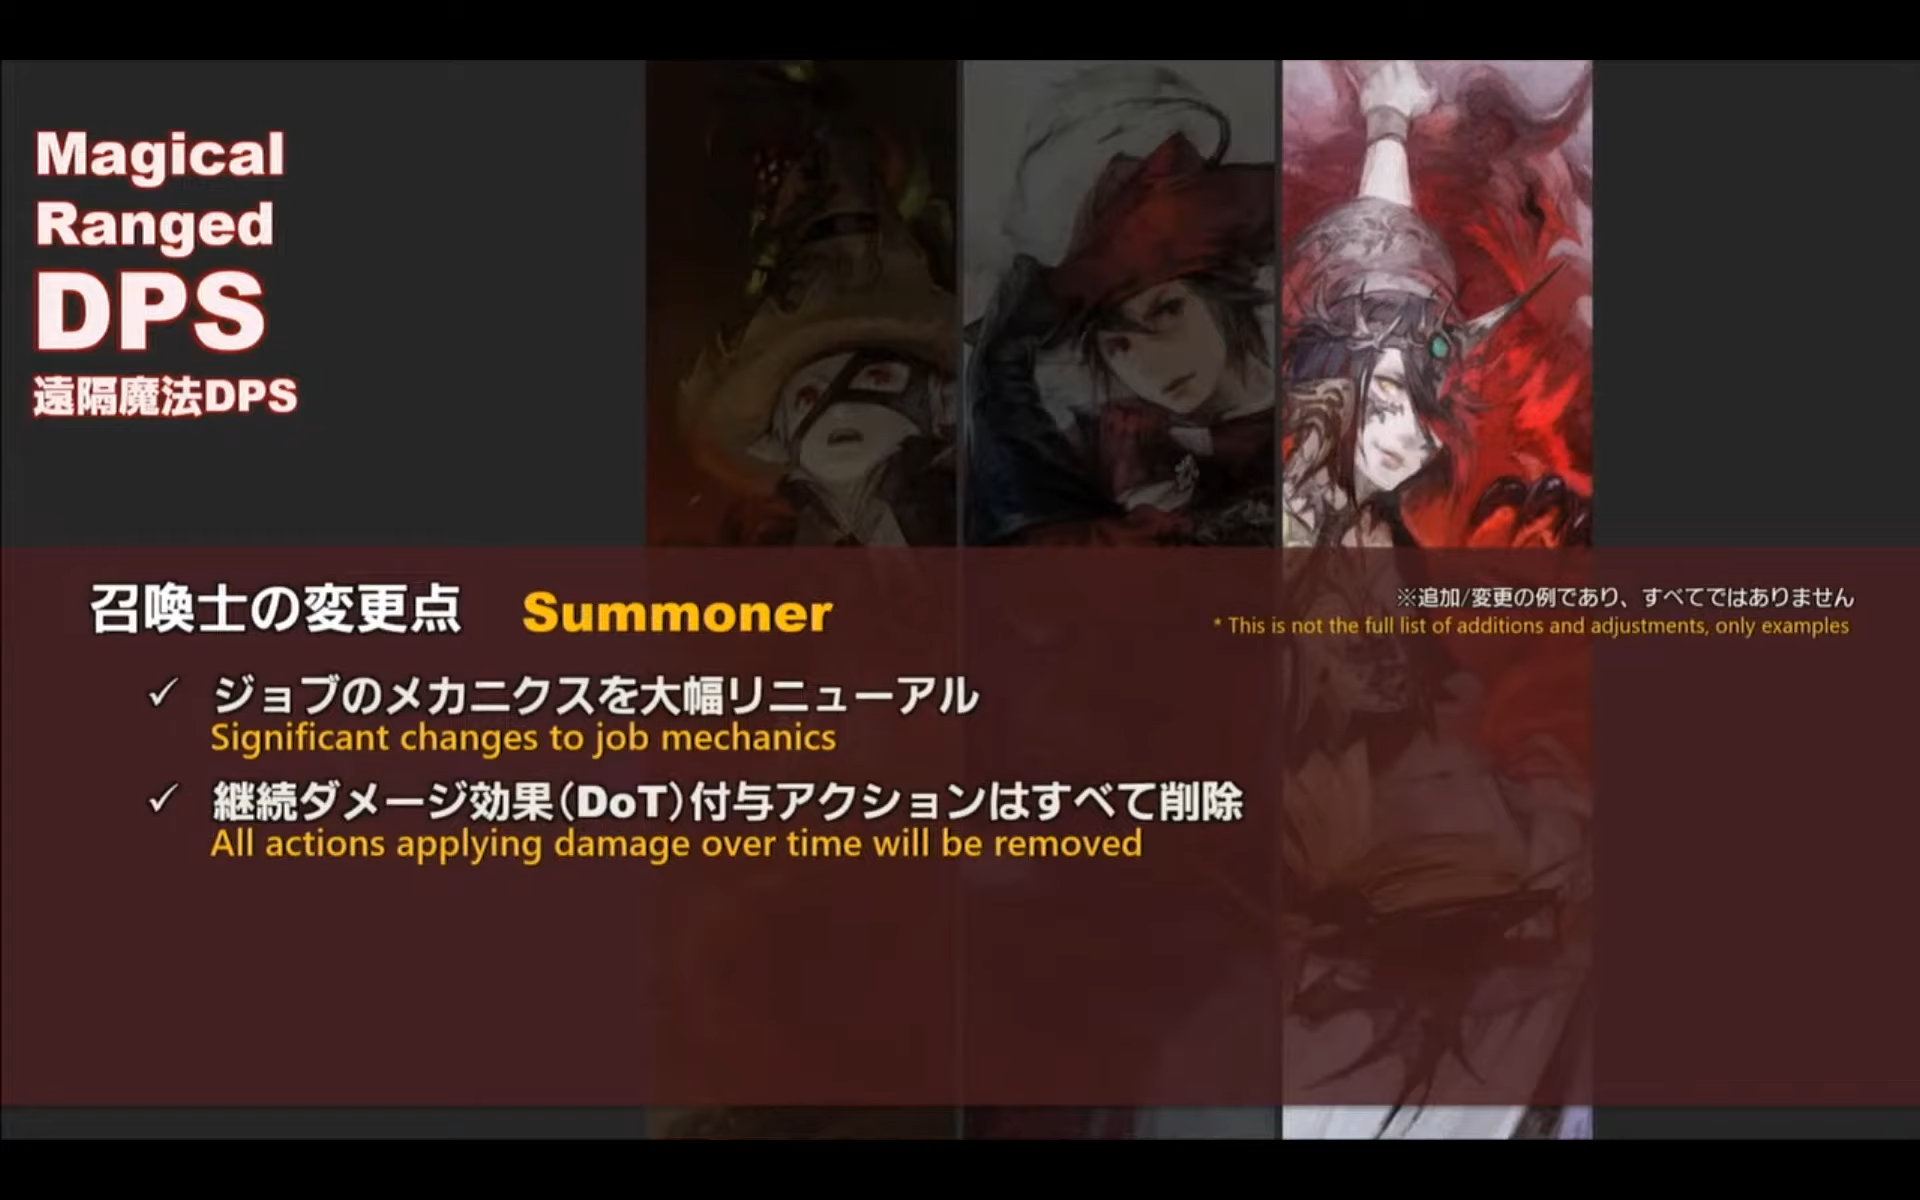 Magical
Ranged
DPS
遠隔魔法DPS
召喚士の変更点 Summoner
※追加/変更の例であり、すべてではありません
* This is not the full list of additions and adjustments, only examples
✓ ジョブのメカニクスを大幅リニューアル
Significant changes to job mechanics
✓ 継続ダメージ効果（DoT）付与アクションはすべて削除
All actions applying damage over time will be removed